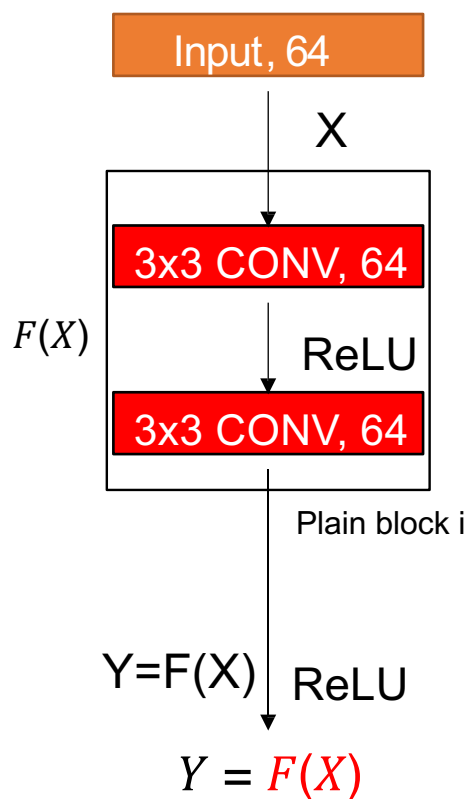 Input, 64
X
3x3 CONV, 64
F(X)
ReLU
3x3 CONV, 64
Plain block i
Y=F(X)
ReLU
Y = F(X)